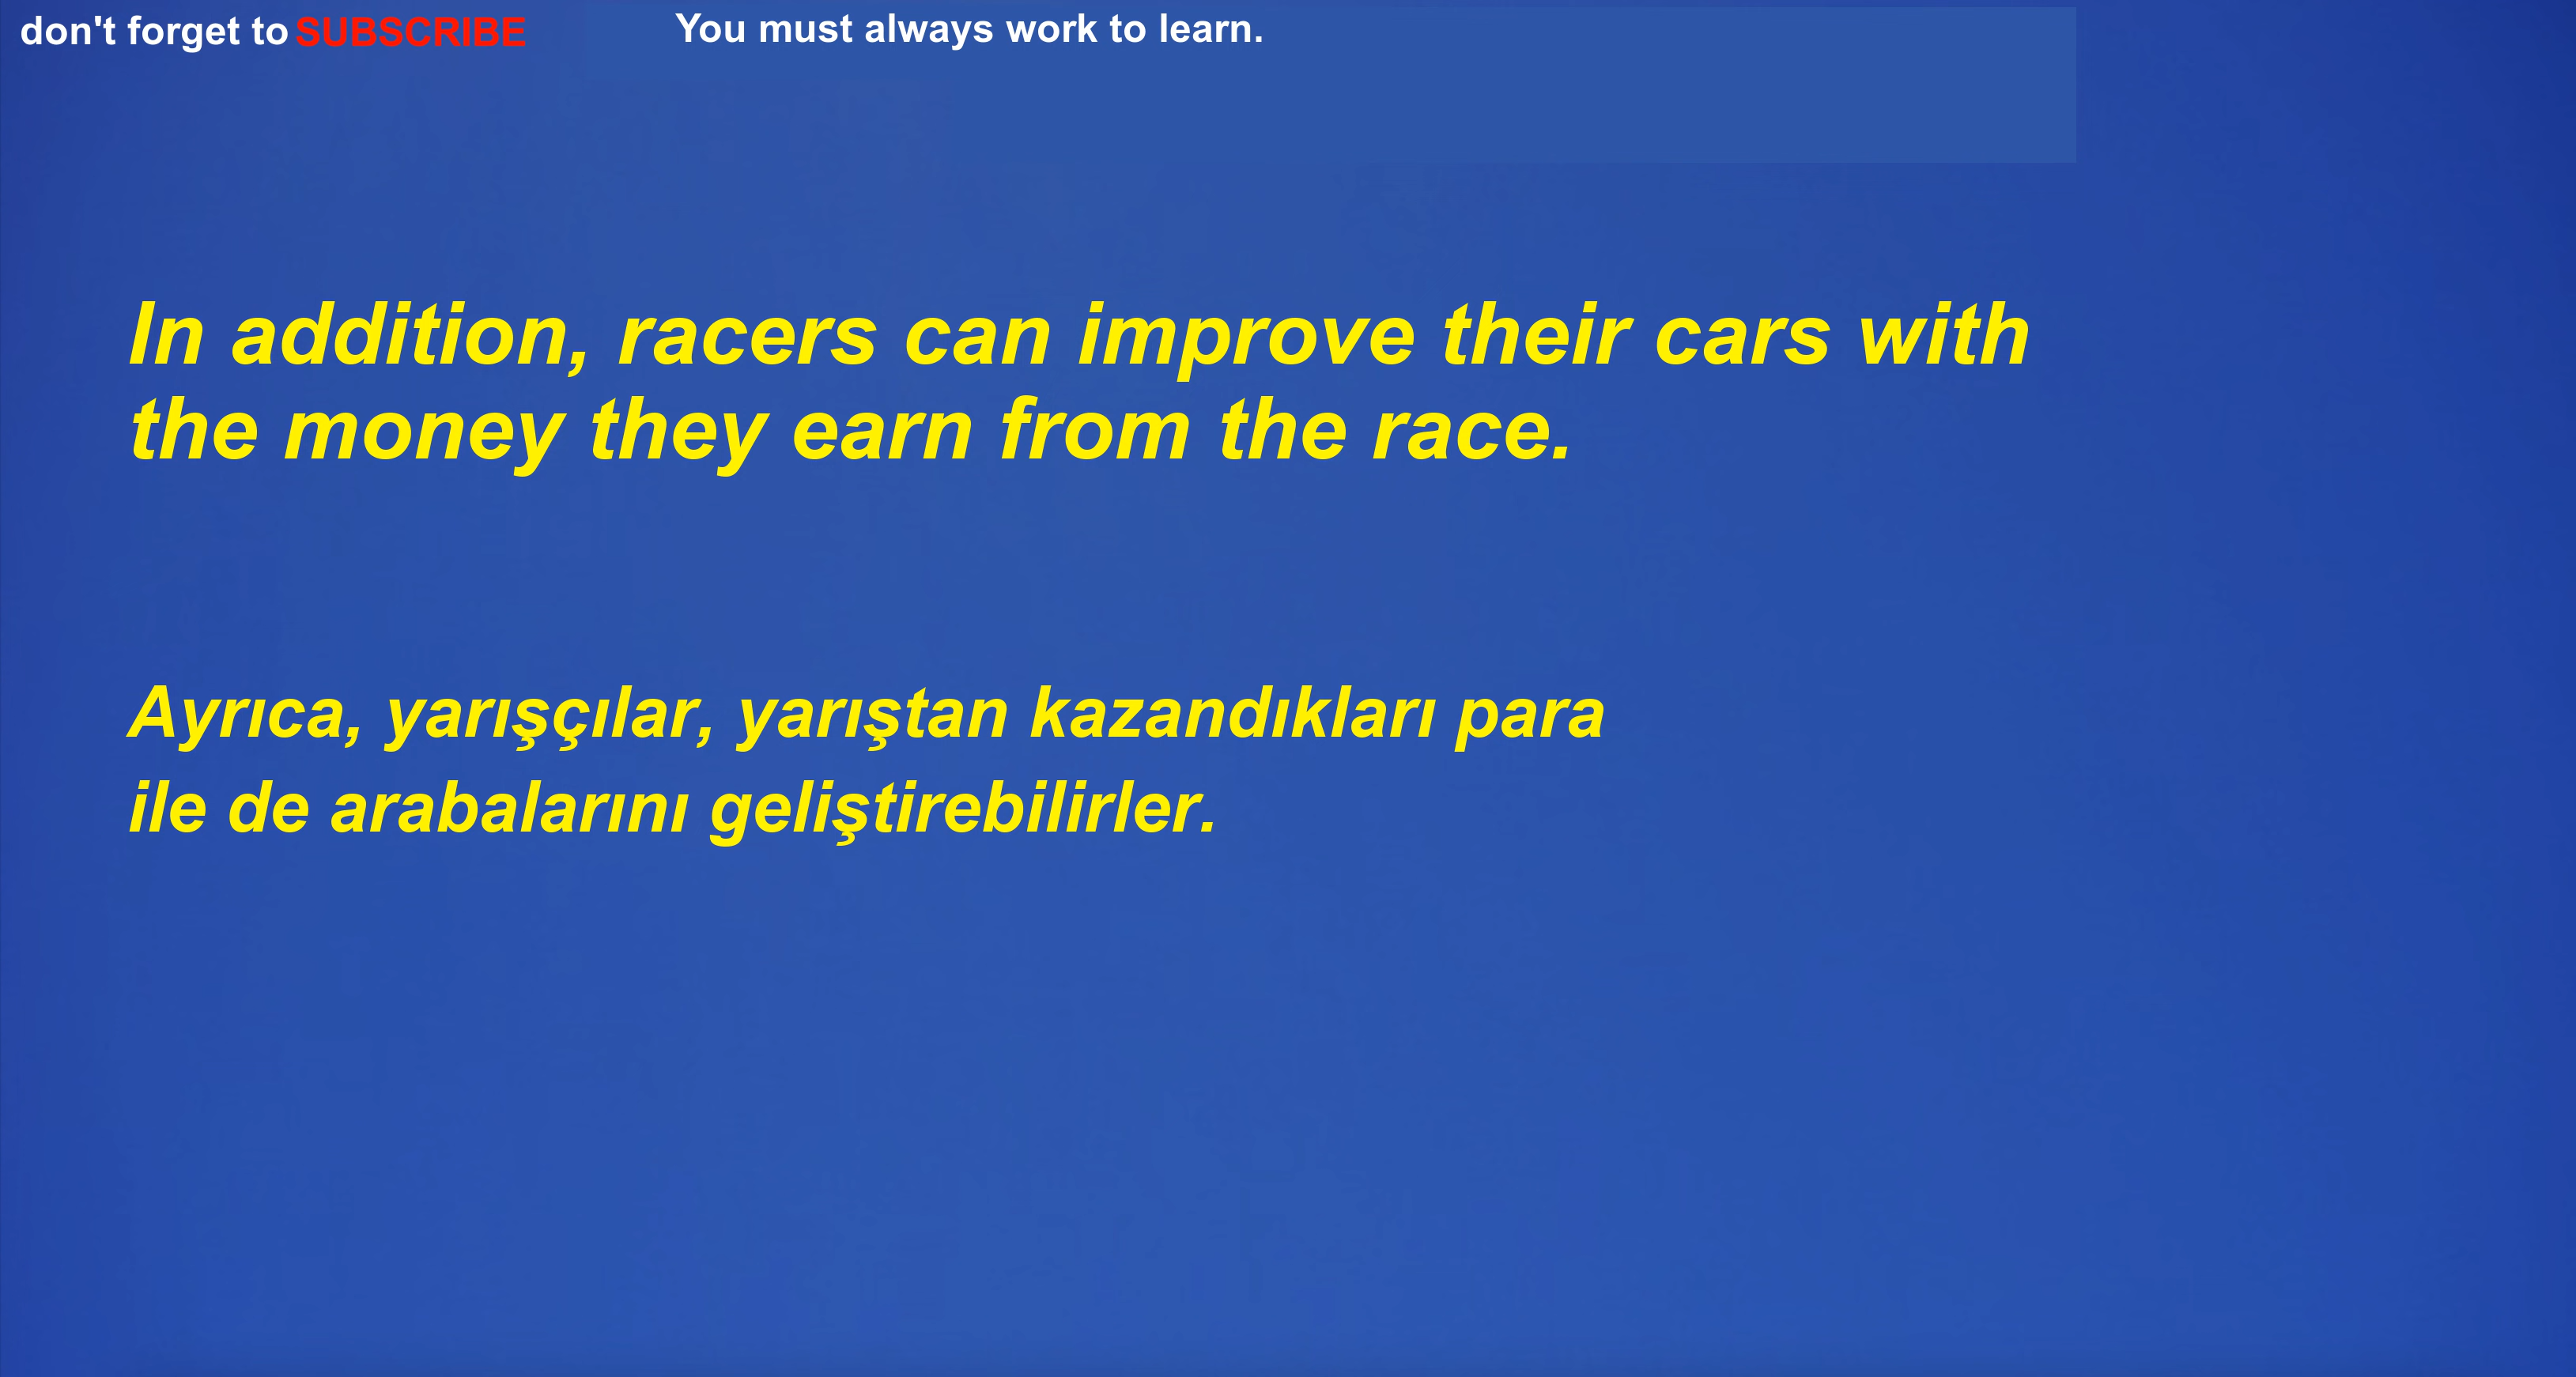 don't forget to SUBSCRIBE You must always work to learn.
In addition, racers can improve their cars with
the money they earn from the race.
Ayrıca, yarışçılar, yarıştan kazandıkları para
ile de arabalarını geliştirebilirler.